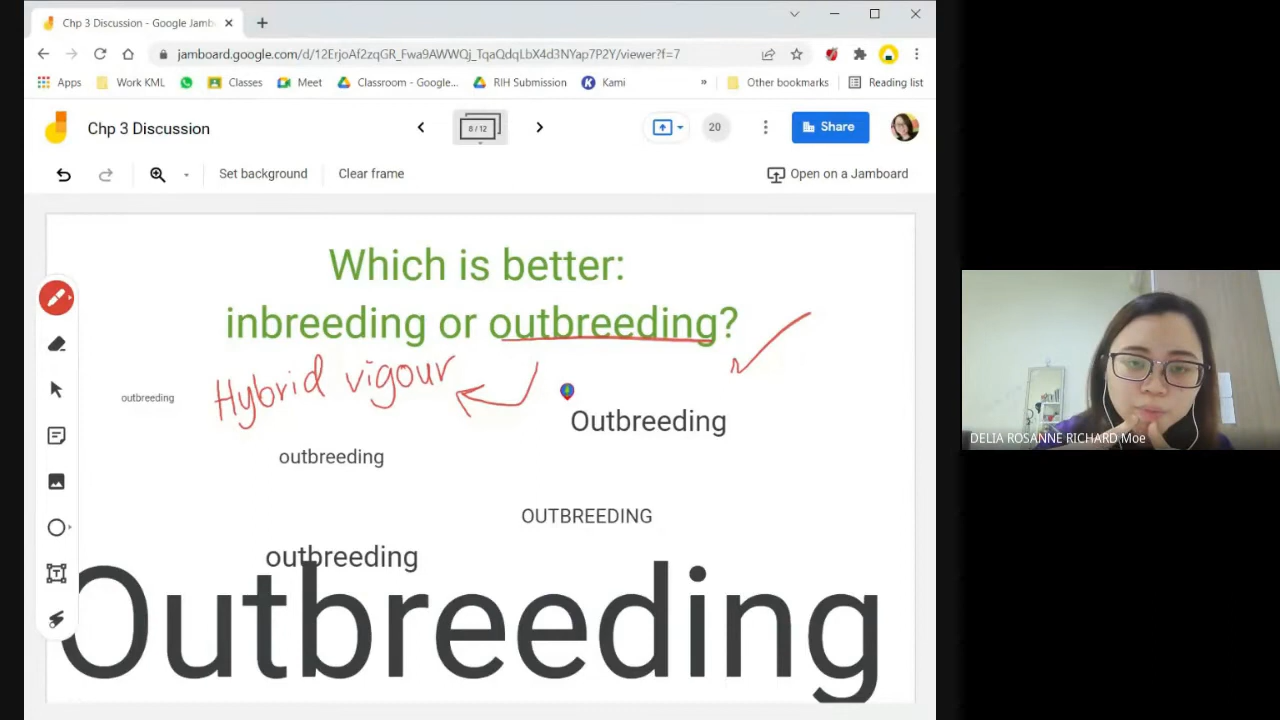 Chp 3 Discussion - Google Jamb
jamboard.google.com/d/12ErjoAf2zqGR_Fwa9AWWQj_TqaQdqLbX4d3NYap7P2Y/viewer?f=7
Apps Work KML Classes Meet Classroom - Google... RIH Submission Kami » Other bookmarks Reading list
Chp 3 Discussion 8 / 12 20 Share
Set background Clear frame Open on a Jamboard
Which is better:
inbreeding or outbreeding?
Hybrid vigour
outbreeding
Outbreeding
outbreeding
OUTBREEDING
outbreeding
Outbreeding
DELIA ROSANNE RICHARD Moe